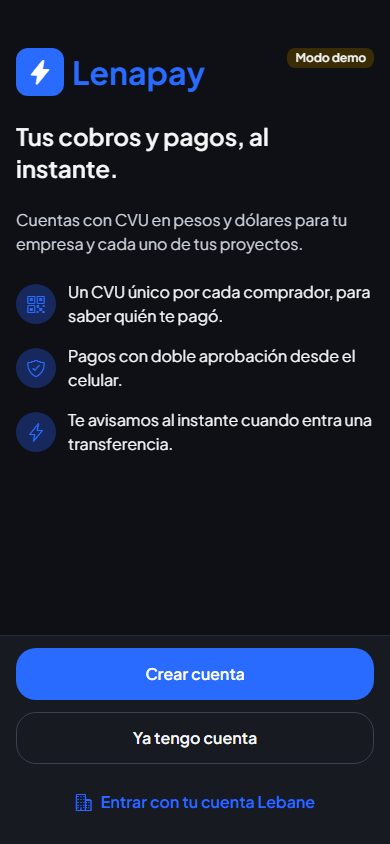 Lenapay
Modo demo
Tus cobros y pagos, al
instante.
Cuentas con CVU en pesos y dólares para tu
empresa y cada uno de tus proyectos.
Un CVU único por cada comprador, para
saber quién te pagó.
Pagos con doble aprobación desde el
celular.
Te avisamos al instante cuando entra una
transferencia.
Crear cuenta
Ya tengo cuenta
Entrar con tu cuenta Lebane